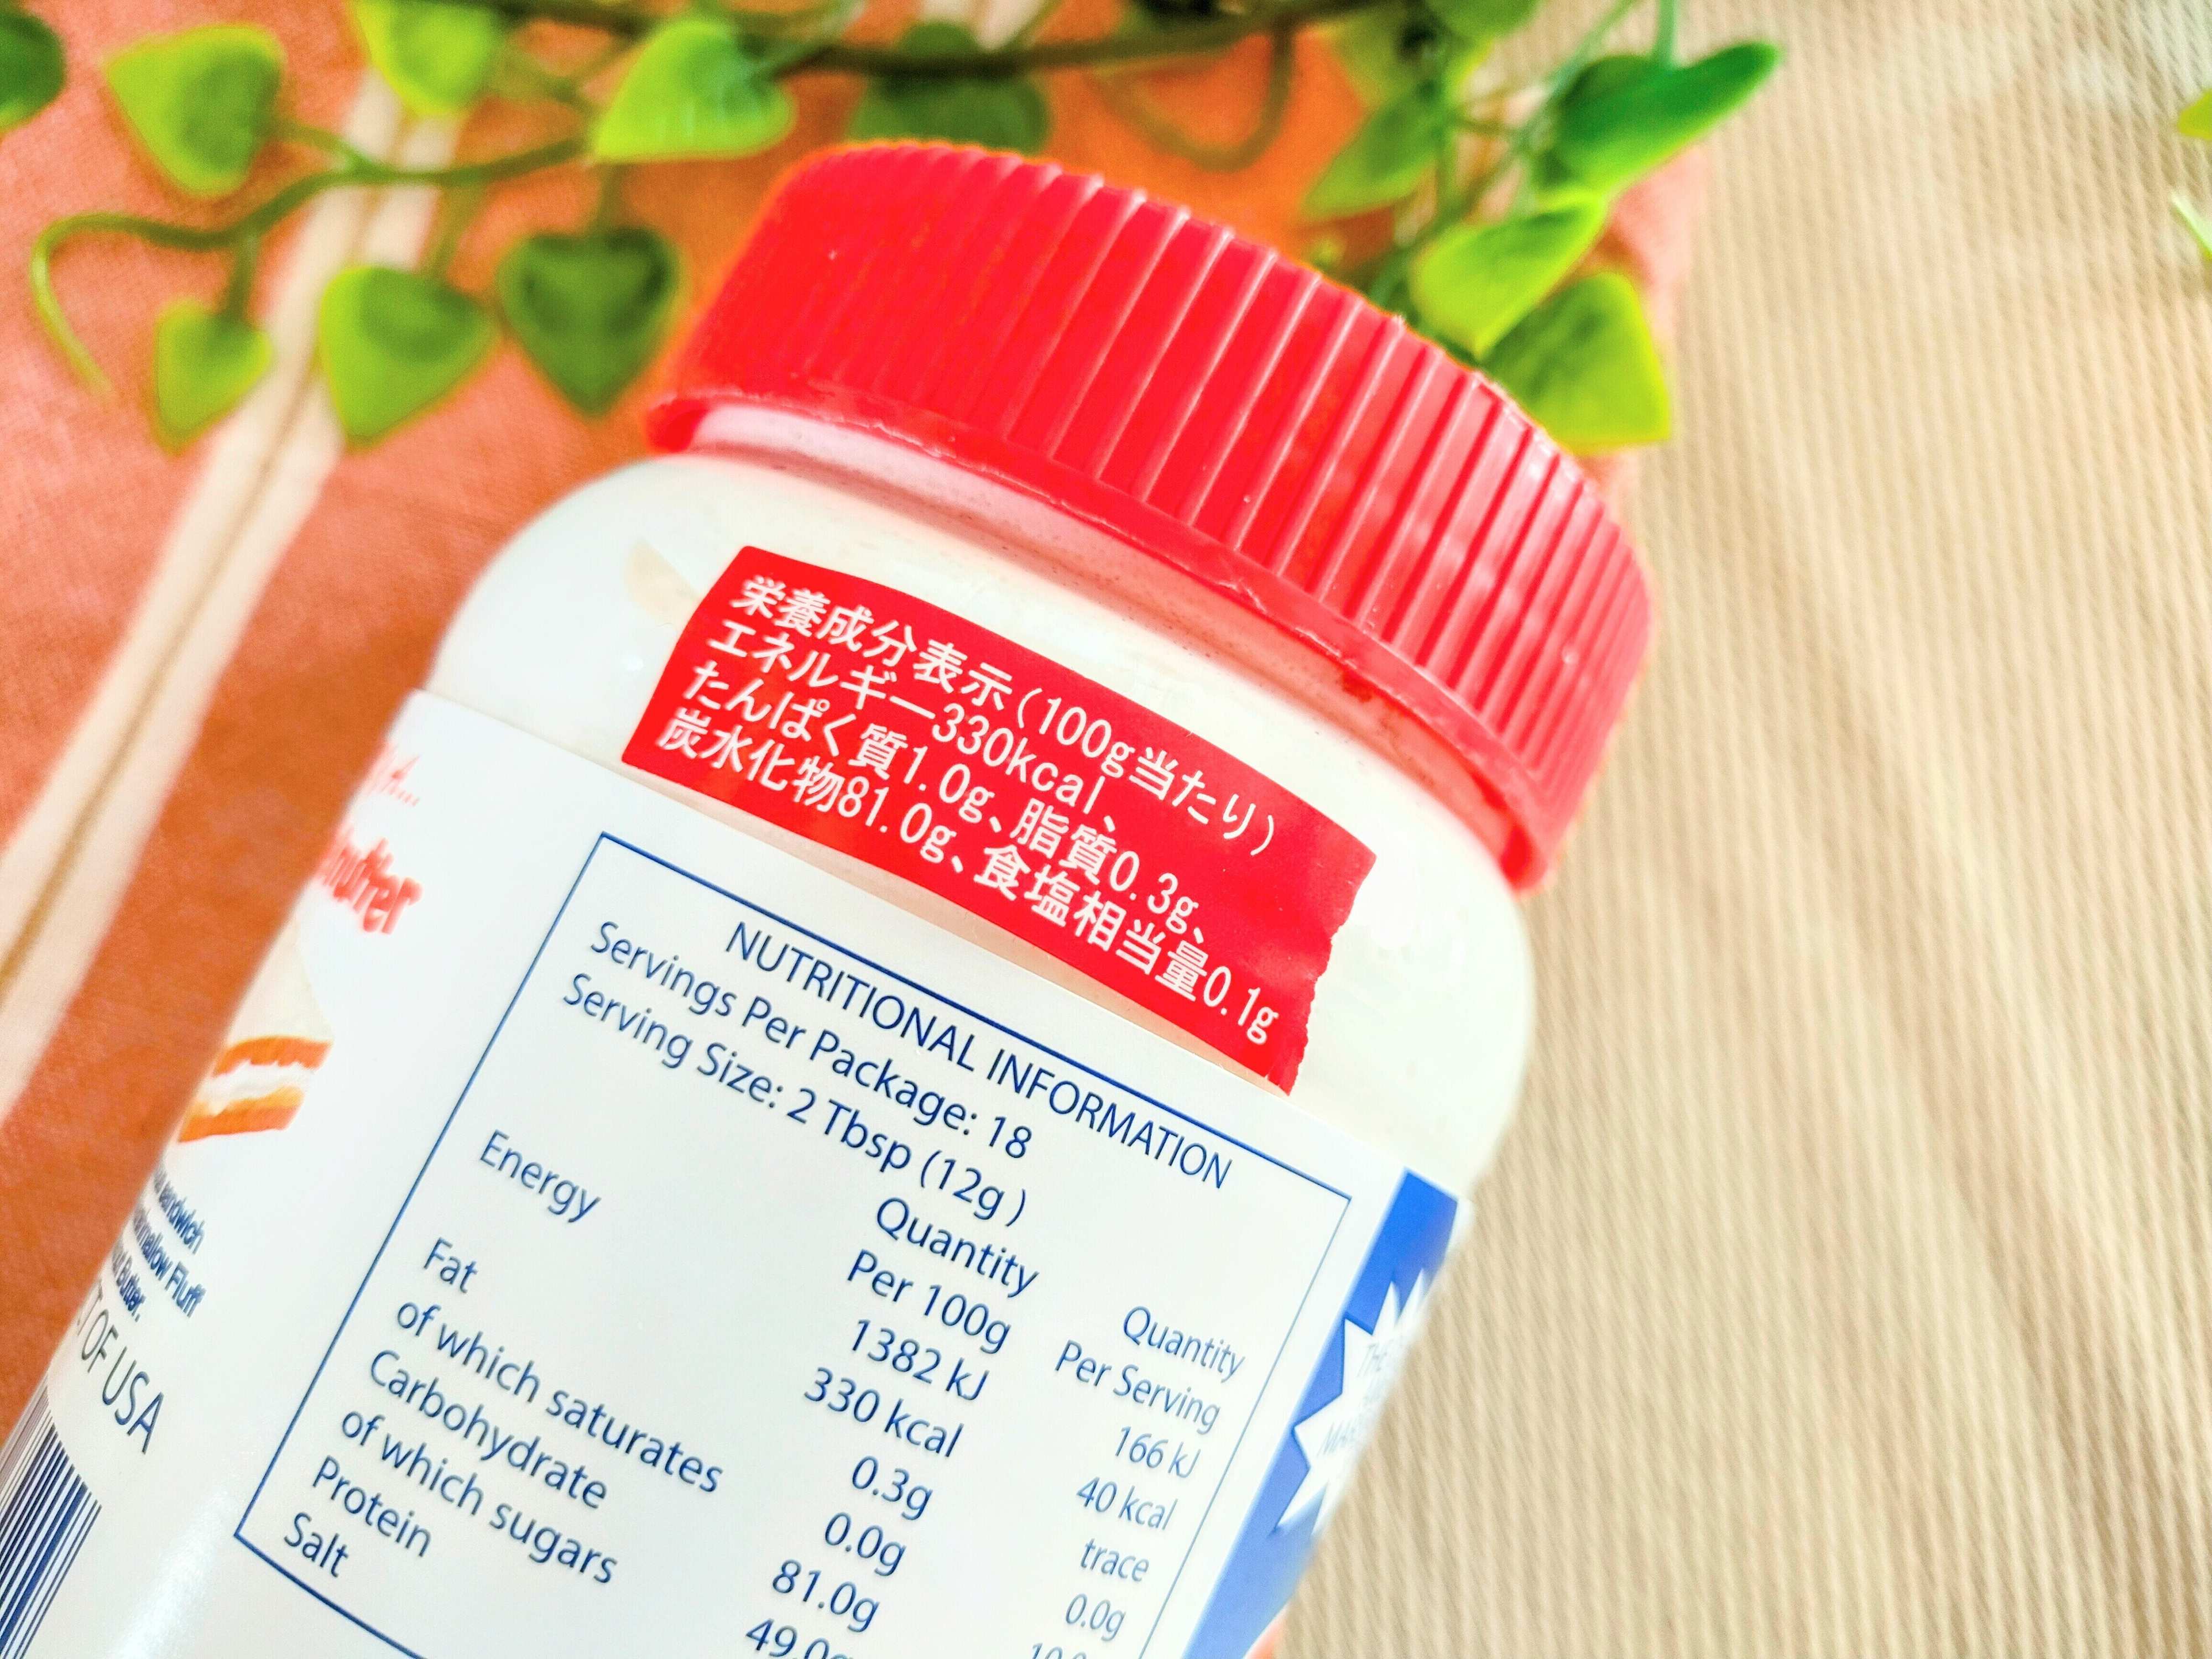 栄養成分表示(100g当たり)
エネルギー330kcal、
たんぱく質1.0g、脂質0.3g、
炭水化物81.0g、食塩相当量0.1g
NUTRITIONAL INFORMATION
Servings Per Package: 18
Serving Size: 2 Tbsp (12g )
Quantity Quantity
Per 100g Per Serving
Energy 1382 kJ 166 kJ
330 kcal 40 kcal
Fat 0.3g trace
of which saturates 0.0g 0.0g
Carbohydrate 81.0g
of which sugars
Protein
Salt
sandwich
Fluff
Butter.
OF USA